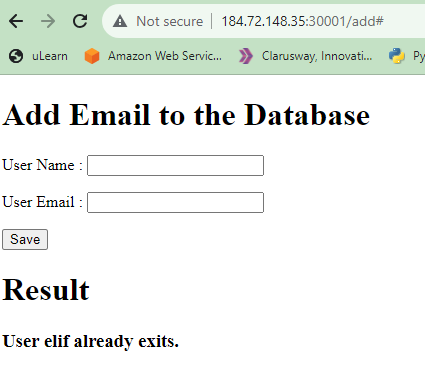 Not secure | 184.72.148.35:30001/add#
uLearn Amazon Web Servic... Clarusway, Innovati... Py
Add Email to the Database
User Name :
User Email :
Save
Result
User elif already exits.